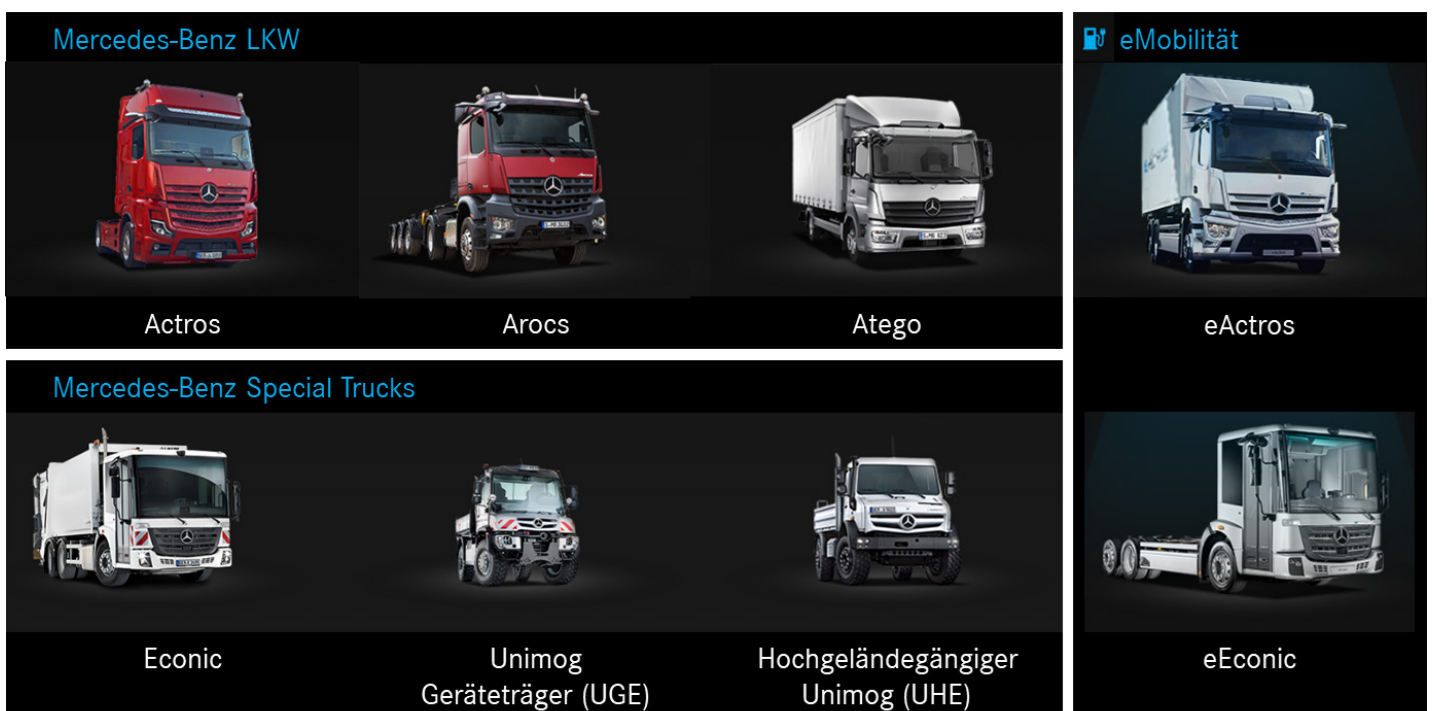 Mercedes-Benz LKW
eMobilität
Actros
Arocs
Atego
eActros
Mercedes-Benz Special Trucks
Econic
Unimog
Geräteträger (UGE)
Hochgeländegängiger
Unimog (UHE)
eEconic